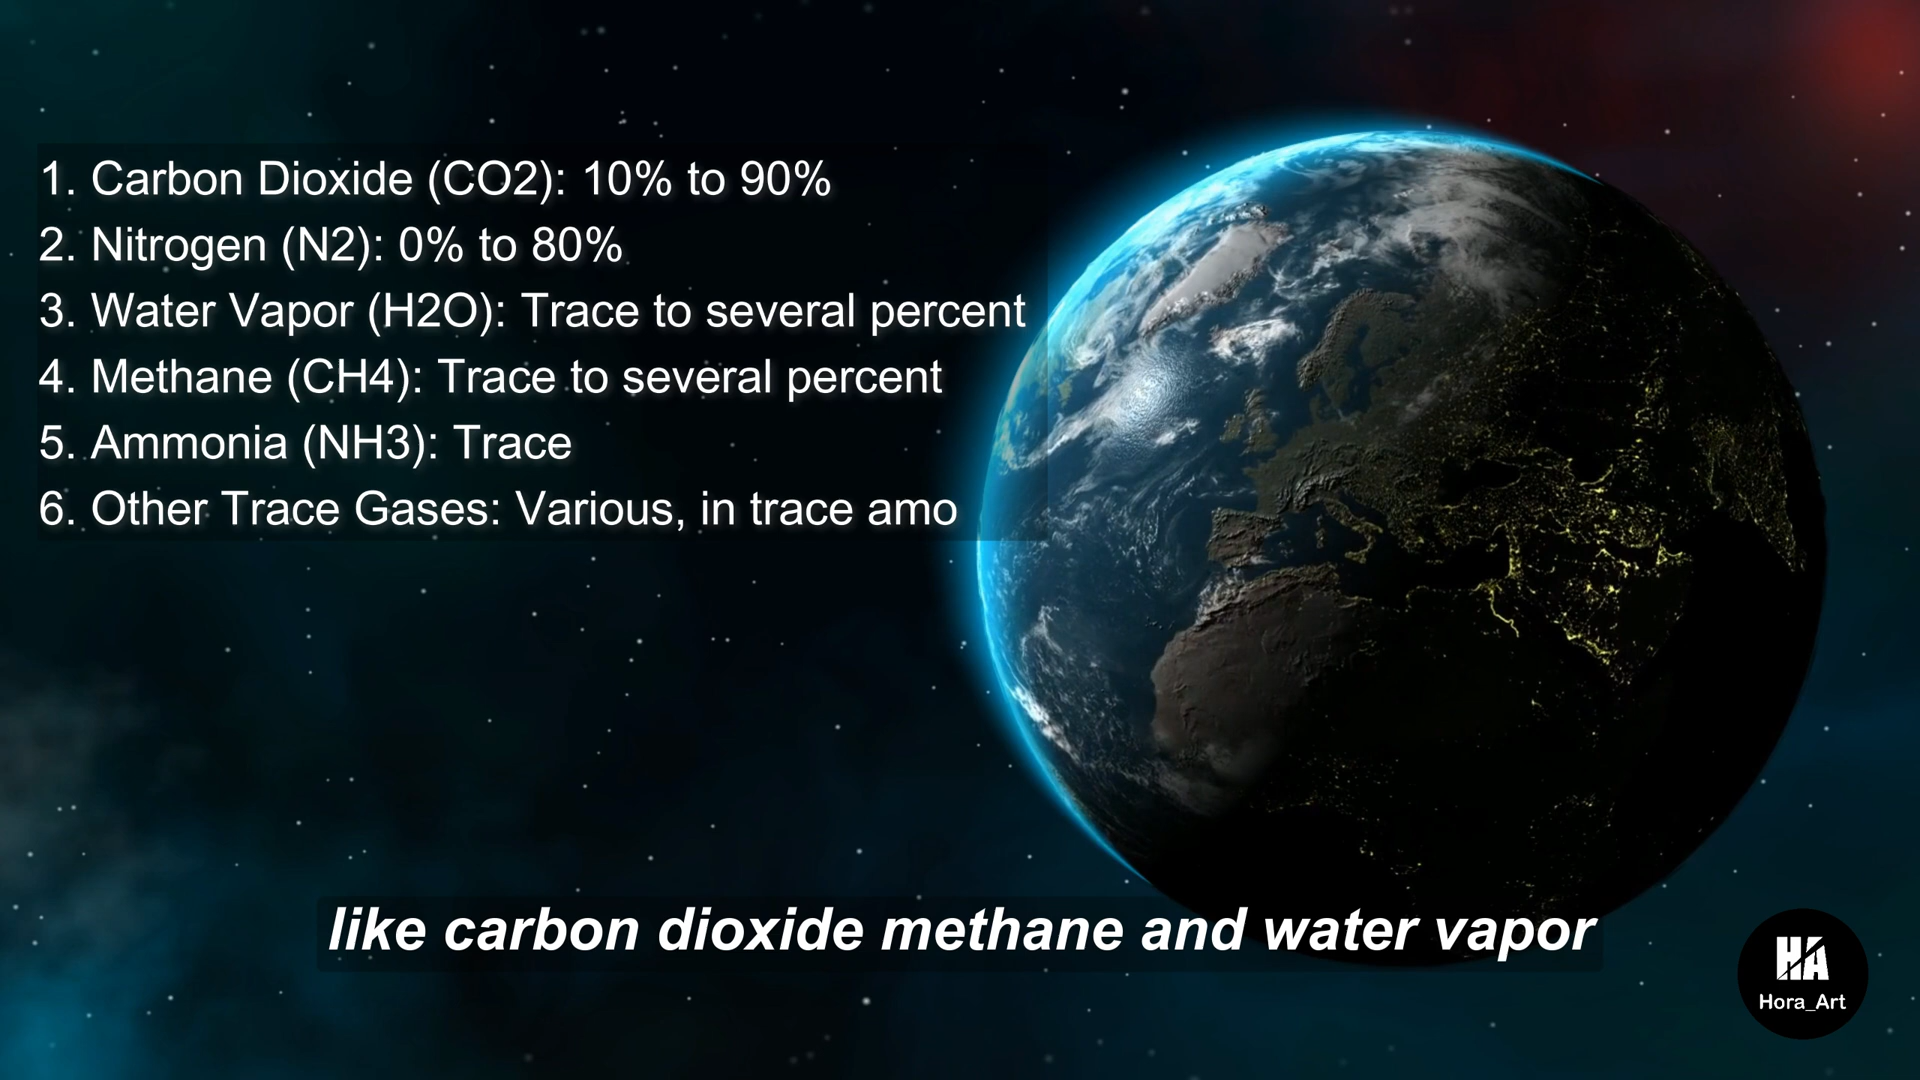 1. Carbon Dioxide (CO2): 10% to 90%
2. Nitrogen (N2): 0% to 80%
3. Water Vapor (H2O): Trace to several percent
4. Methane (CH4): Trace to several percent
5. Ammonia (NH3): Trace
6. Other Trace Gases: Various, in trace amo
like carbon dioxide methane and water vapor
HA
Hora_Art